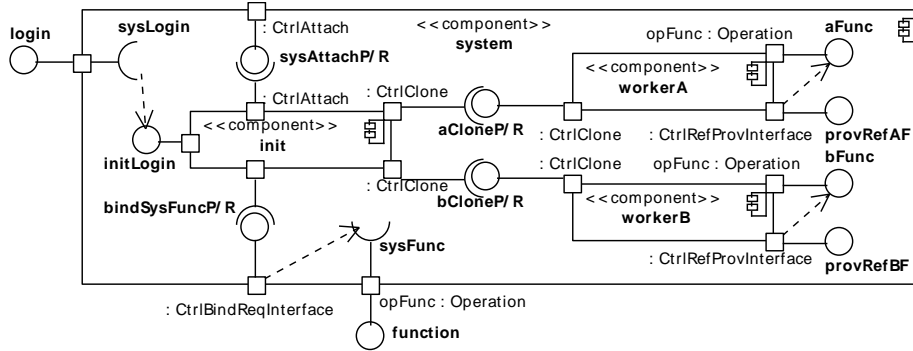 login
sysLogin
: CtrlAttach
<<component>>
system
opFunc : Operation
aFunc
sysAttachP/R
<<component>>
workerA
: CtrlAttach
: CtrlClone
<<component>>
init
aCloneP/R
: CtrlClone
: CtrlRefProvInterface
provRefAF
initLogin
: CtrlClone
: CtrlClone
opFunc : Operation
bFunc
bindSysFuncP/R
bCloneP/R
<<component>>
workerB
sysFunc
: CtrlRefProvInterface
provRefBF
: CtrlBindReqInterface
opFunc : Operation
function